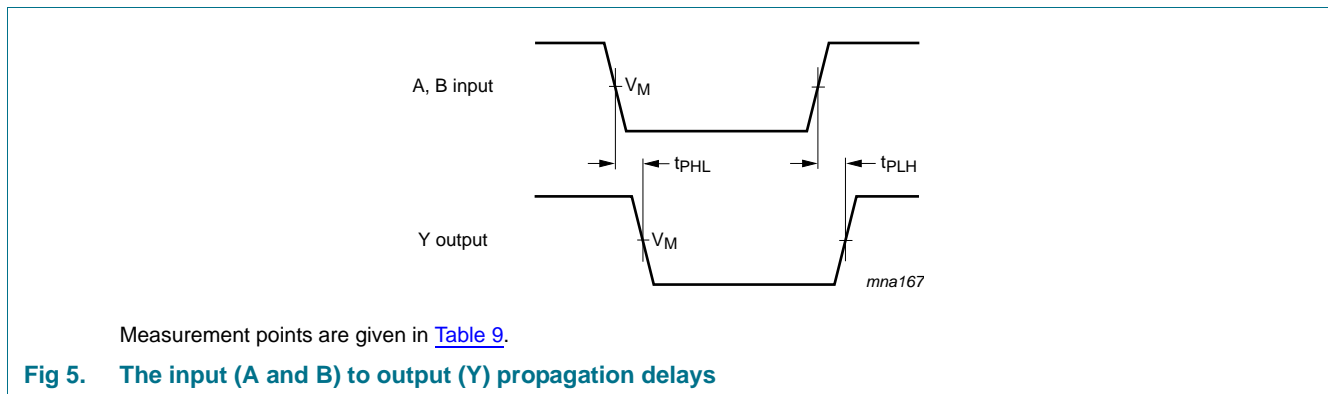 A, B input
VM
tPHL
tPLH
Y output
VM
mna167
Measurement points are given in Table 9.
Fig 5. The input (A and B) to output (Y) propagation delays